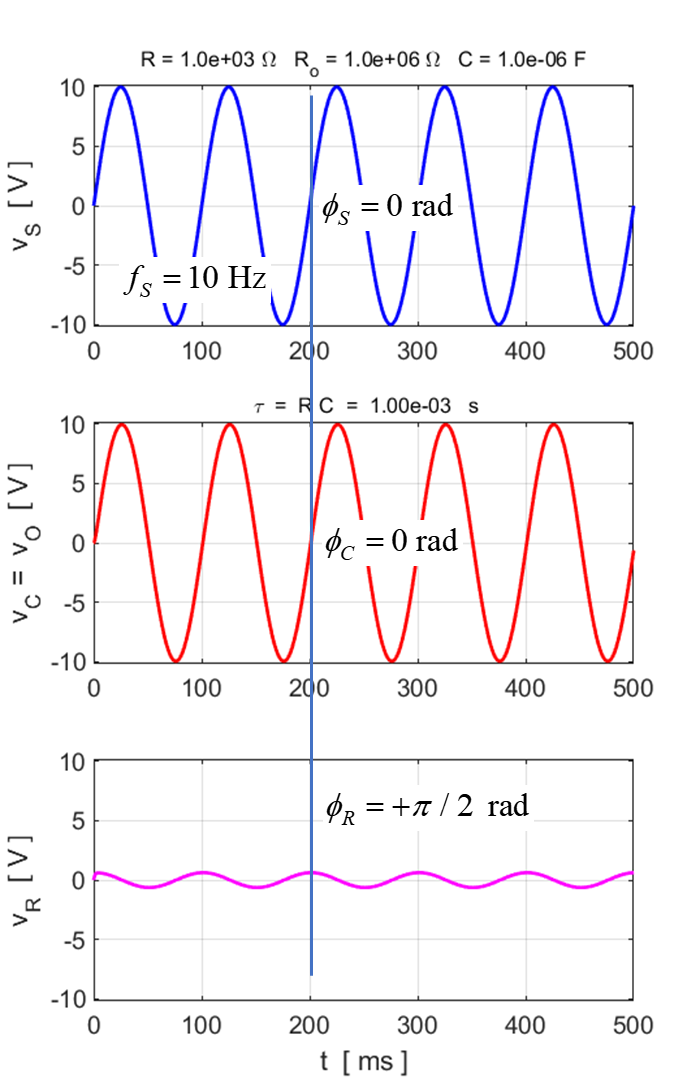 R = 1.0e+03 Ω   R_o = 1.0e+06 Ω   C = 1.0e-06 F
10
5
0
-5
-10
v_S [ V ]
ϕ_S = 0 rad
f_S = 10 Hz
0 100 200 300 400 500
τ = R C = 1.00e-03 s
10
5
0
-5
-10
v_C = v_O [ V ]
ϕ_C = 0 rad
0 100 200 300 400 500
10
5
0
-5
-10
v_R [ V ]
ϕ_R = +π / 2 rad
0 100 200 300 400 500
t [ ms ]